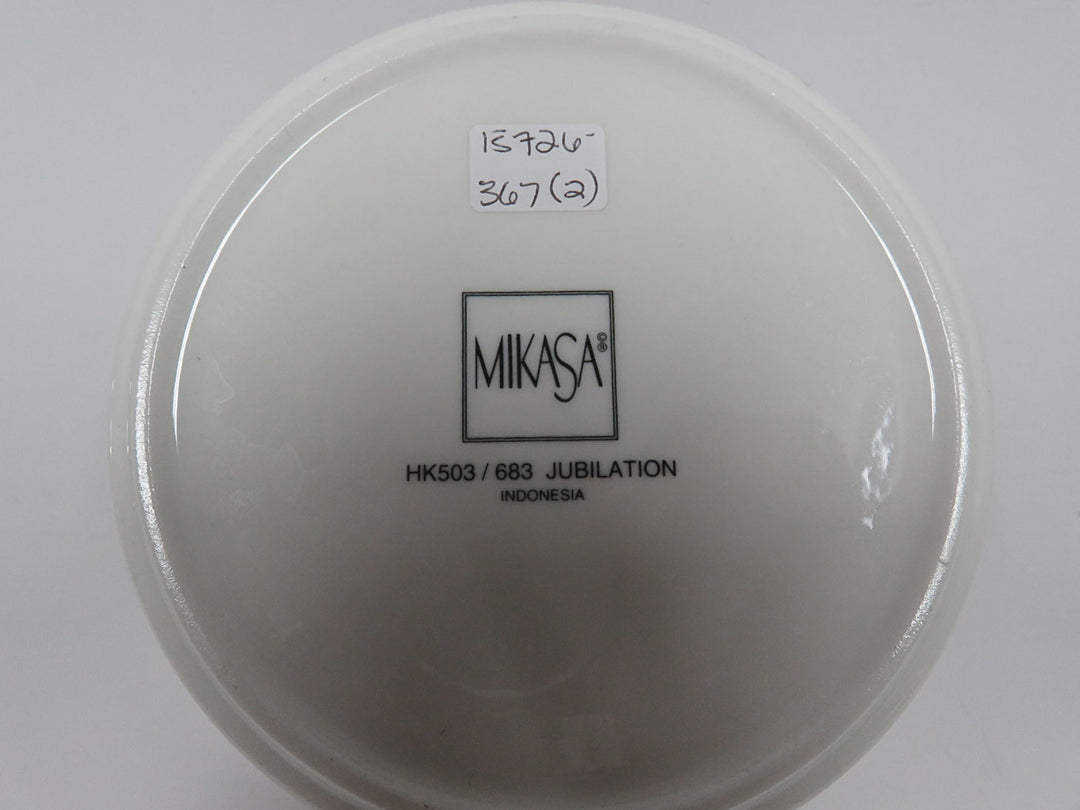 15726-
367(2)
MIKASA©®
HK503 / 683 JUBILATION
INDONESIA